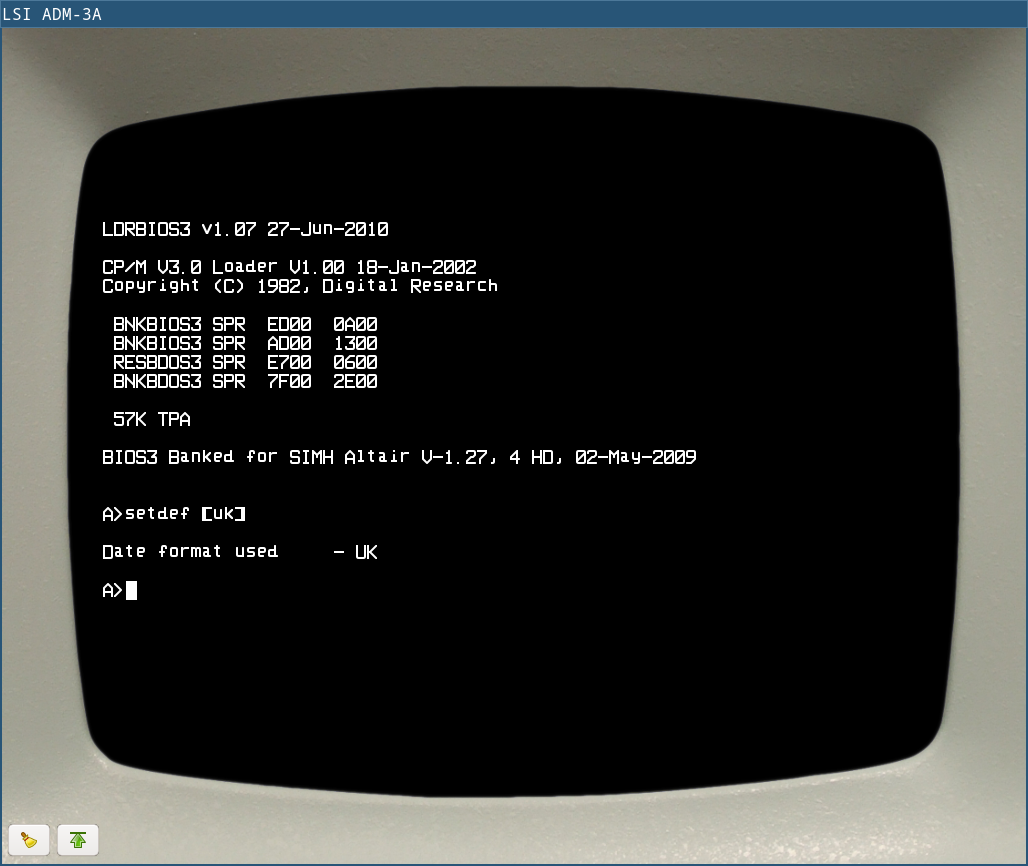 LSI ADM-3A
LDRBIOS3 v1.07 27-Jun-2010
CP/M V3.0 Loader V1.00 18-Jan-2002
Copyright (C) 1982, Digital Research
BNKBIOS3 SPR  ED00  0A00
BNKBIOS3 SPR  AD00  1300
RESBDOS3 SPR  E700  0600
BNKBDOS3 SPR  7F00  2E00
57K TPA
BIOS3 Banked for SIMH Altair V-1.27, 4 HD, 02-May-2009
A>setdef [uk]
Date format used     - UK
A>